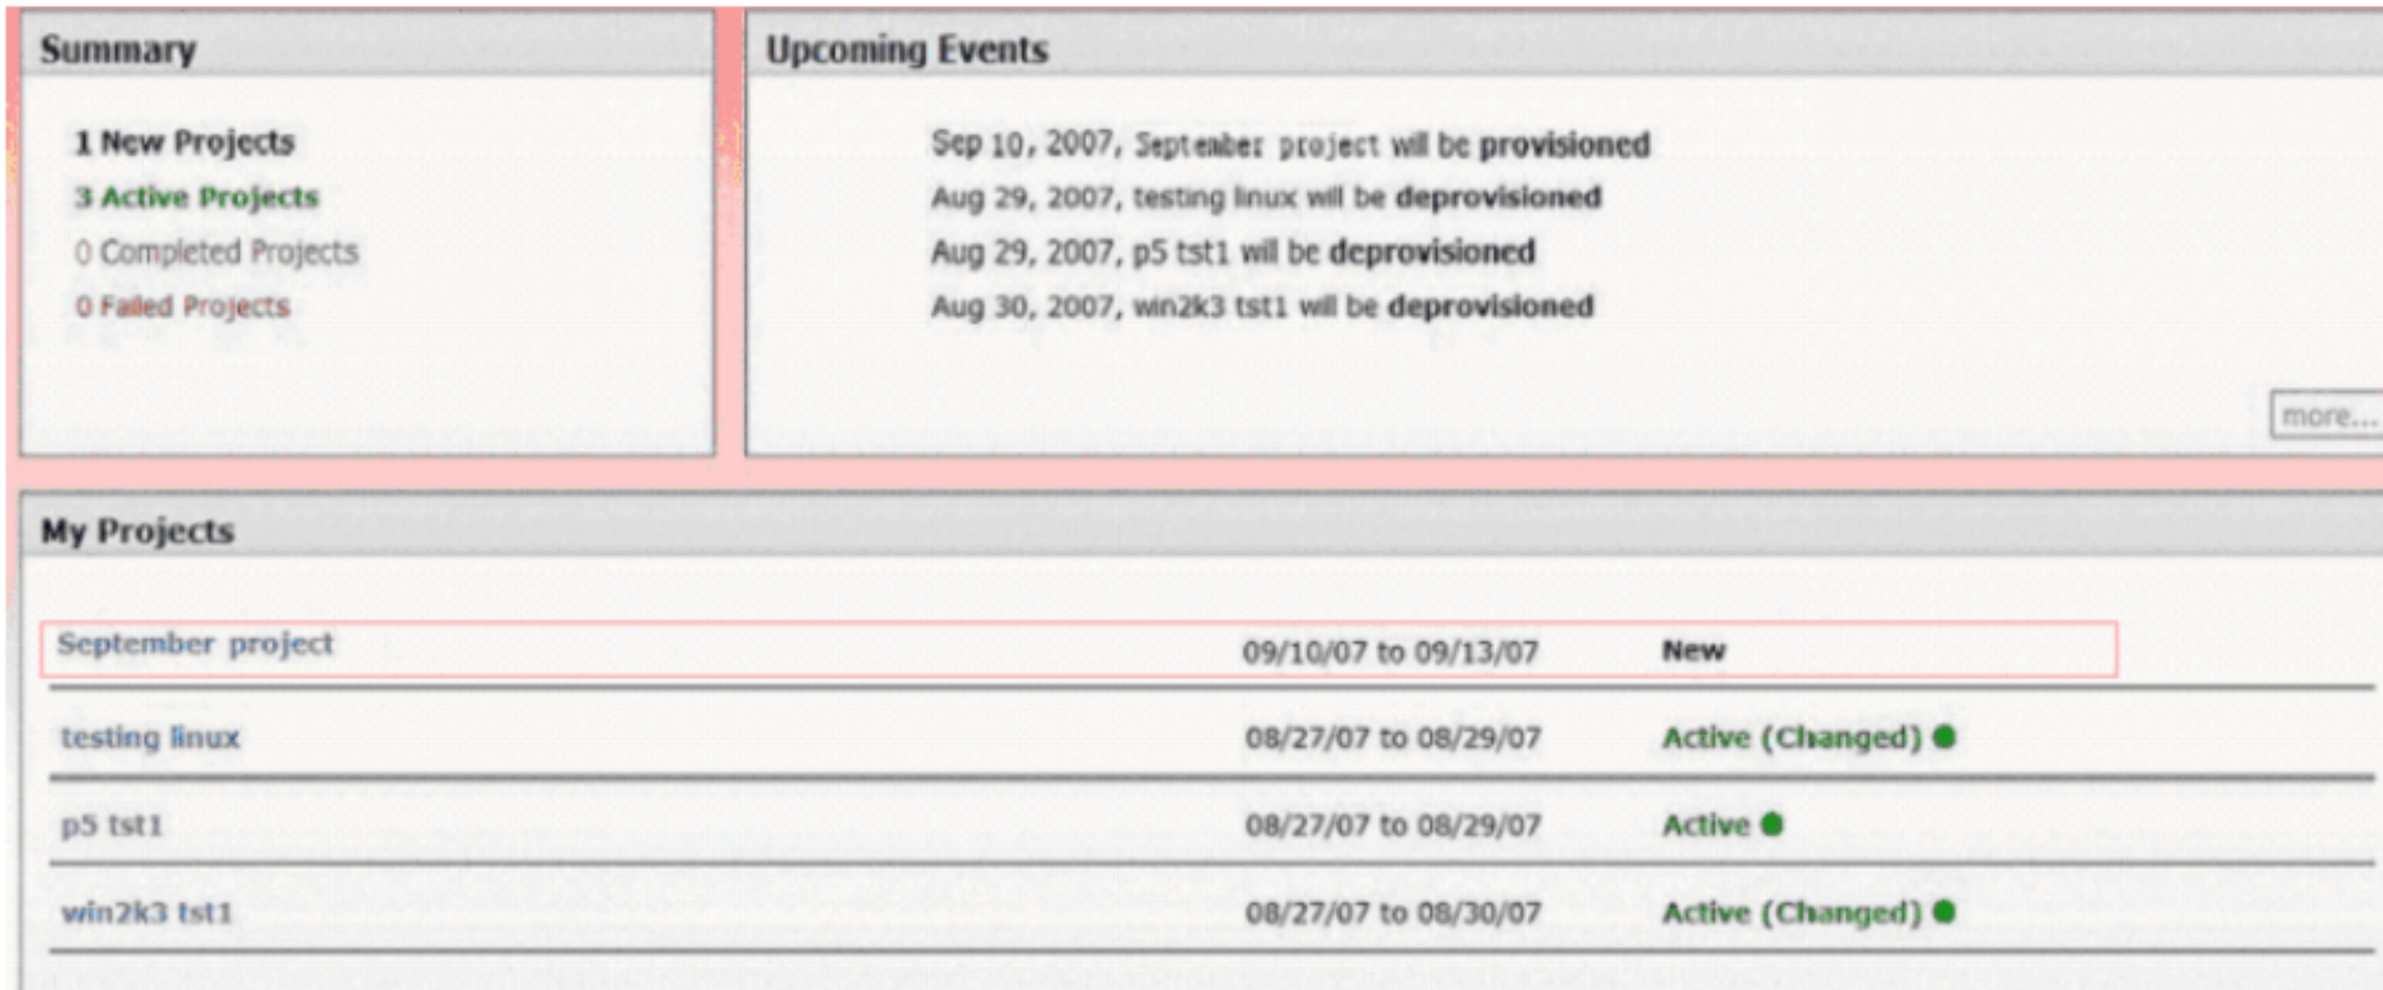 Summary
1 New Projects
3 Active Projects
0 Completed Projects
0 Failed Projects
Upcoming Events
Sep 10, 2007, September project will be provisioned
Aug 29, 2007, testing linux will be deprovisioned
Aug 29, 2007, p5 tst1 will be deprovisioned
Aug 30, 2007, win2k3 tst1 will be deprovisioned
more...
My Projects
September project 09/10/07 to 09/13/07 New
testing linux 08/27/07 to 08/29/07 Active (Changed)
p5 tst1 08/27/07 to 08/29/07 Active
win2k3 tst1 08/27/07 to 08/30/07 Active (Changed)